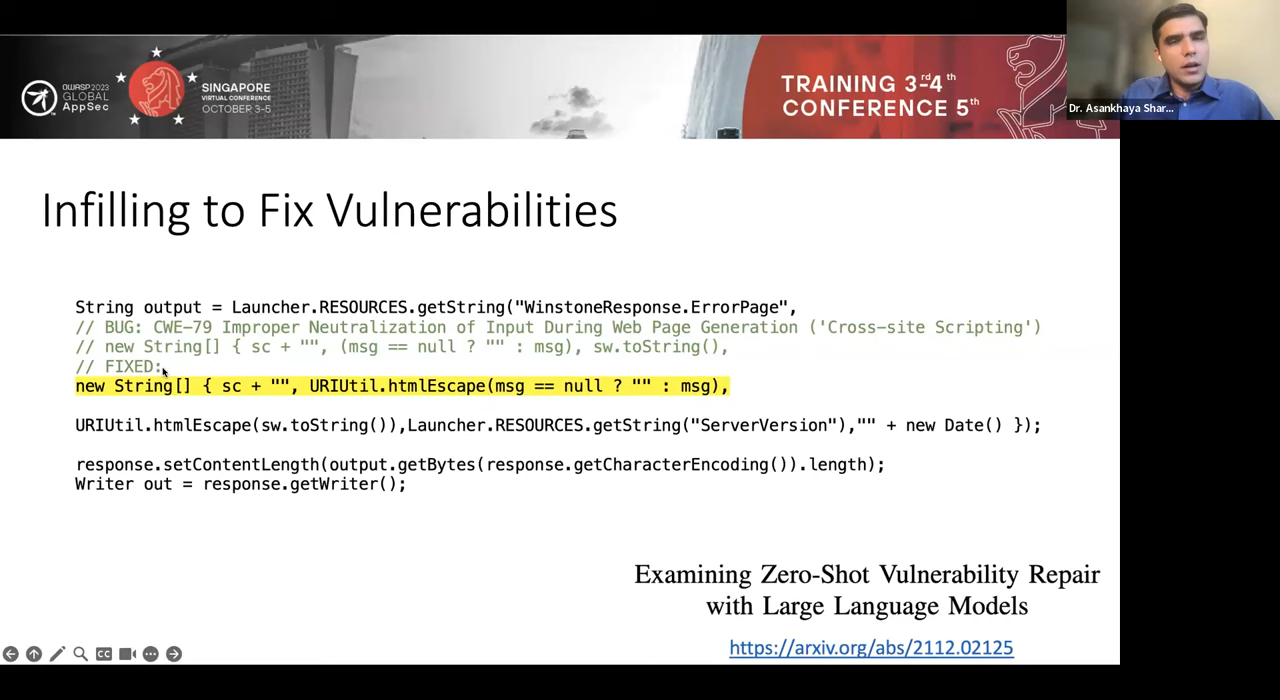 OWASP 2023
GLOBAL
AppSec
SINGAPORE
VIRTUAL CONFERENCE
OCTOBER 3-5
TRAINING 3-4
rd th
CONFERENCE 5th
Dr. Asankhaya Shar...
Infilling to Fix Vulnerabilities
String output = Launcher.RESOURCES.getString("WinstoneResponse.ErrorPage",
// BUG: CWE-79 Improper Neutralization of Input During Web Page Generation ('Cross-site Scripting')
// new String[] { sc + "", (msg == null ? "" : msg), sw.toString(),
// FIXED:
new String[] { sc + "", URIUtil.htmlEscape(msg == null ? "" : msg),
URIUtil.htmlEscape(sw.toString()),Launcher.RESOURCES.getString("ServerVersion"),"" + new Date() });
response.setContentLength(output.getBytes(response.getCharacterEncoding()).length);
Writer out = response.getWriter();
Examining Zero-Shot Vulnerability Repair
with Large Language Models
https://arxiv.org/abs/2112.02125
CC